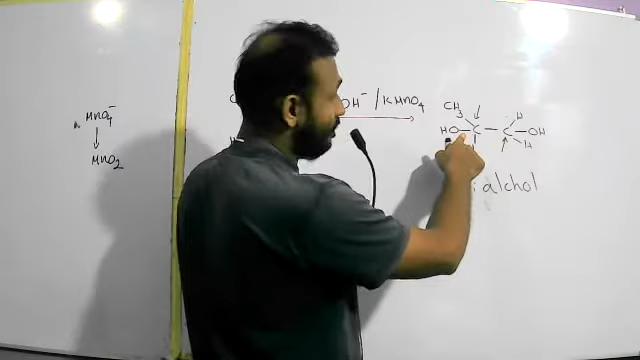 MnO4-
MnO2
OH- / KMnO4
CH3 H
HO-C-C-OH
H
alchol